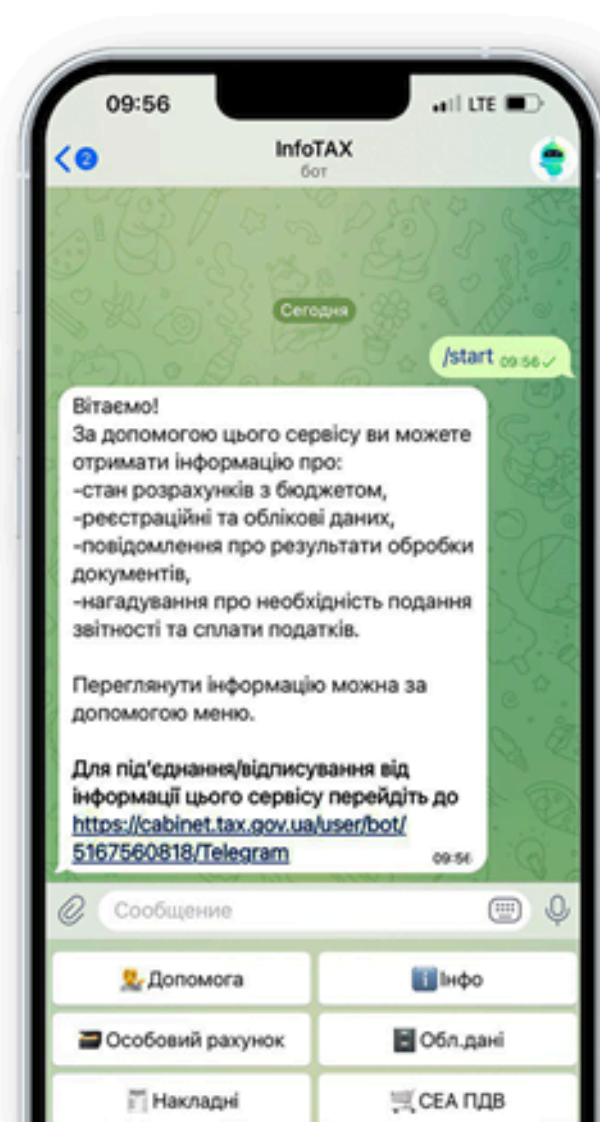 09:56
LTE
2
InfoTAX
бот
Сегодня
/start 09:56
Вітаємо!
За допомогою цього сервісу ви можете
отримати інформацію про:
-стан розрахунків з бюджетом,
-реєстраційні та облікові даних,
-повідомлення про результати обробки
документів,
-нагадування про необхідність подання
звітності та сплати податків.
Переглянути інформацію можна за
допомогою меню.
Для під'єднання/відписування від
інформації цього сервісу перейдіть до
https://cabinet.tax.gov.ua/user/bot/
5167560818/Telegram
09:56
Сообщение
Допомога
Інфо
Особовий рахунок
Обл.дані
Накладні
СЕА ПДВ